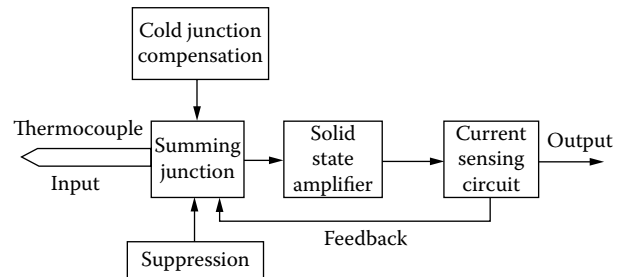 Cold junction
compensation
Thermocouple
Input
Summing
junction
Solid
state
amplifier
Current
sensing
circuit
Output
Feedback
Suppression